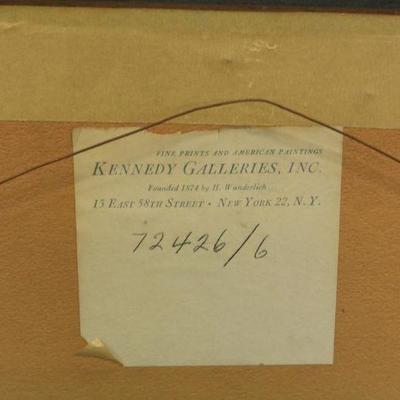 FINE PRINTS AND AMERICAN PAINTINGS
KENNEDY GALLERIES, INC.
Founded 1874 by H. Wunderlich
13 EAST 58TH STREET • NEW YORK 22, N. Y.
72426/6